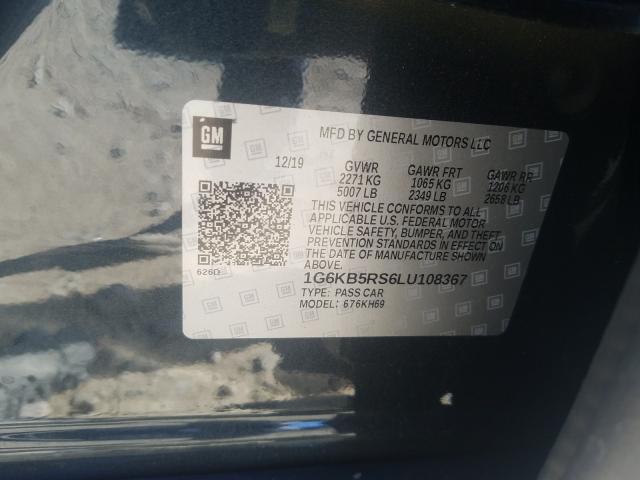 GM
MFD BY GENERAL MOTORS LLC
12/19 GVWR GAWR FRT GAWR RR
2271 KG 1065 KG 1206 KG
5007 LB 2349 LB 2658 LB
THIS VEHICLE CONFORMS TO ALL
APPLICABLE U.S. FEDERAL MOTOR
VEHICLE SAFETY, BUMPER, AND THEFT
PREVENTION STANDARDS IN EFFECT ON
THE DATE OF MANUFACTURE SHOWN
ABOVE.
626D
1G6KB5RS6LU108367
TYPE: PASS CAR
MODEL: 676KH69